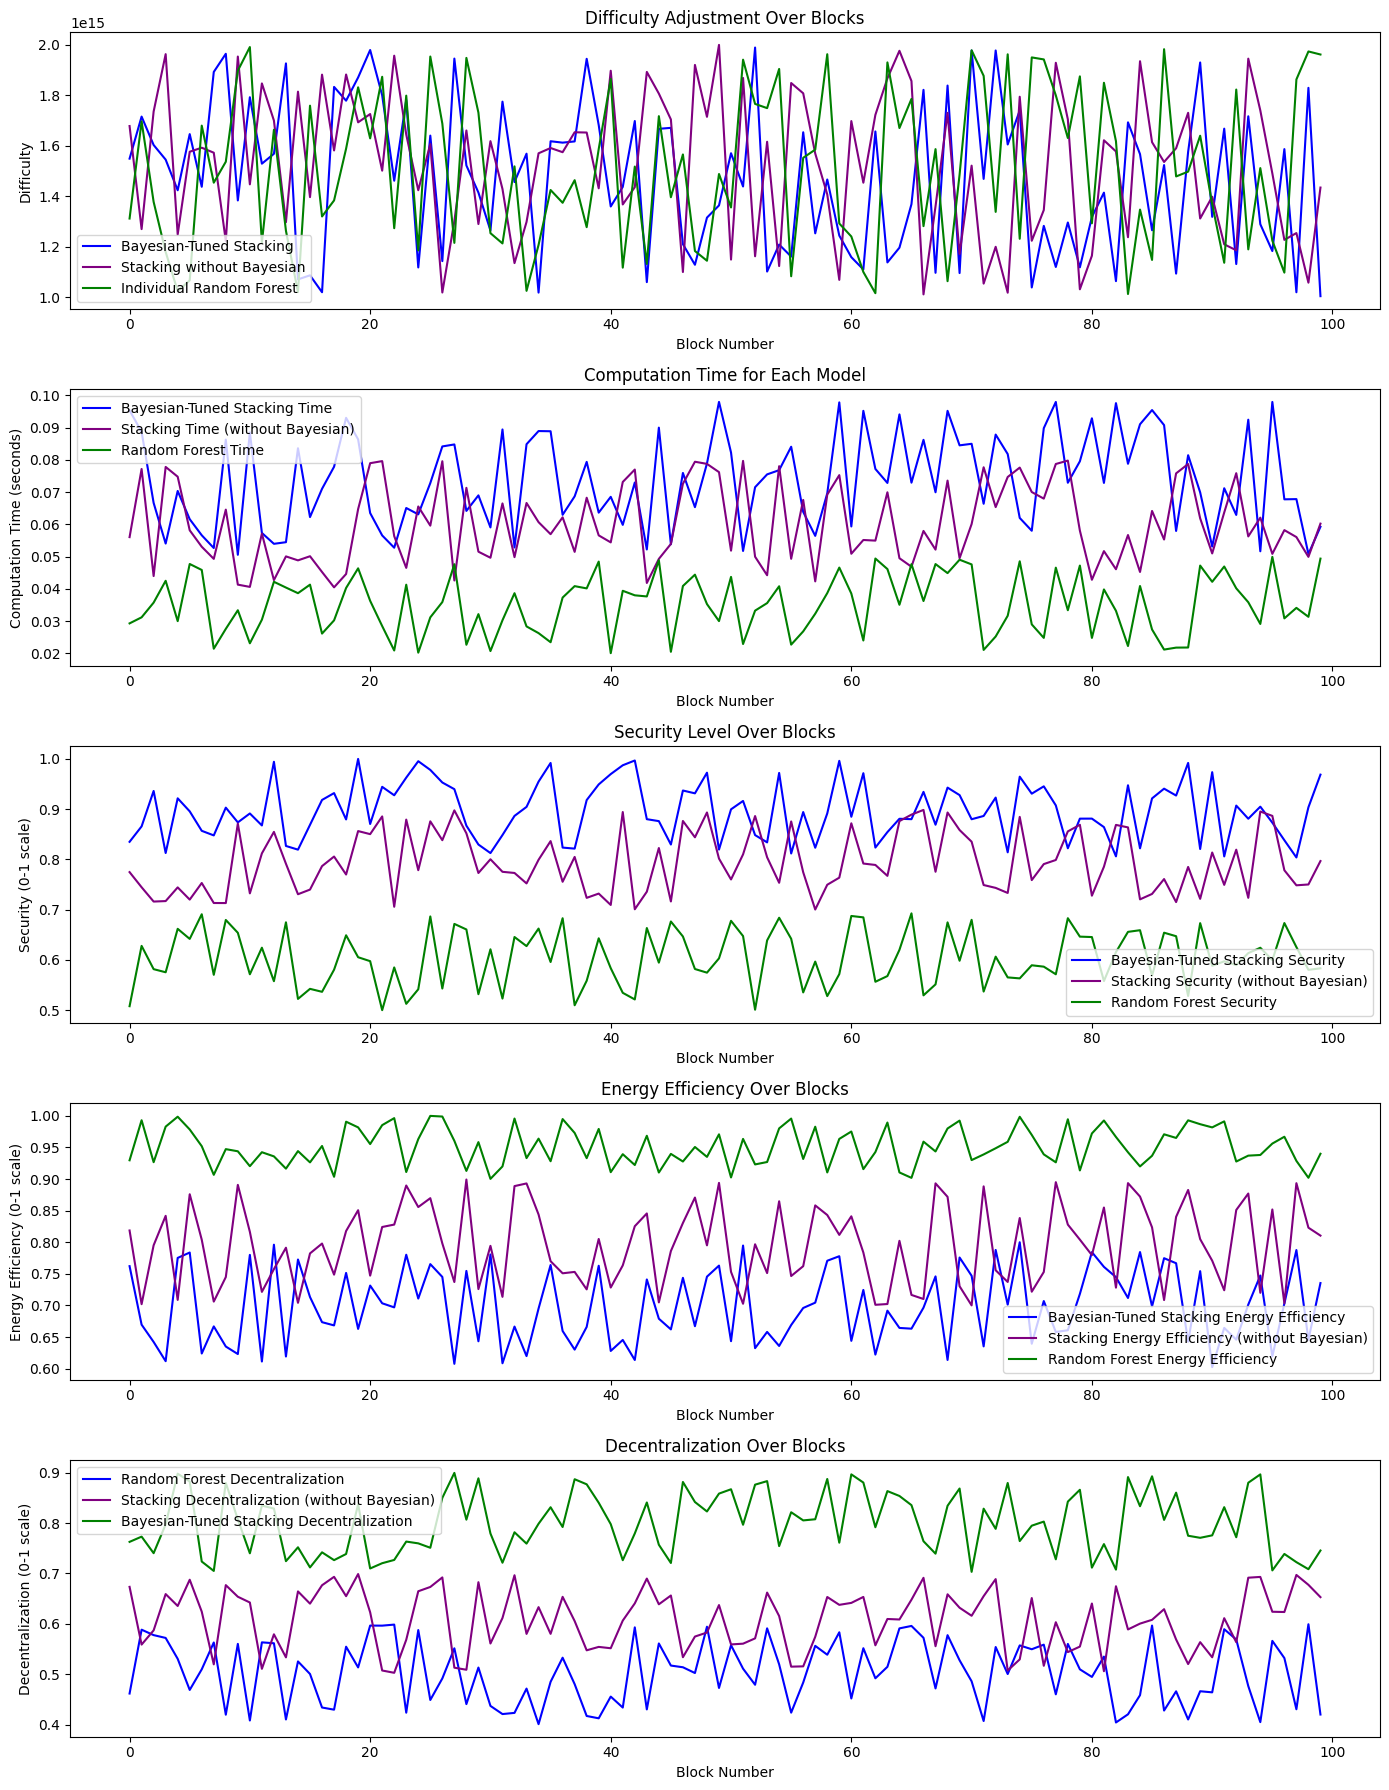 Difficulty Adjustment Over Blocks
1e15
2.0
1.8
1.6
1.4
1.2
1.0
Difficulty
Bayesian-Tuned Stacking
Stacking without Bayesian
Individual Random Forest
0 20 40 60 80 100
Block Number
Computation Time for Each Model
0.10
0.09
0.08
0.07
0.06
0.05
0.04
0.03
0.02
Computation Time (seconds)
Bayesian-Tuned Stacking Time
Stacking Time (without Bayesian)
Random Forest Time
0 20 40 60 80 100
Block Number
Security Level Over Blocks
1.0
0.9
0.8
0.7
0.6
0.5
Security (0-1 scale)
Bayesian-Tuned Stacking Security
Stacking Security (without Bayesian)
Random Forest Security
0 20 40 60 80 100
Block Number
Energy Efficiency Over Blocks
1.00
0.95
0.90
0.85
0.80
0.75
0.70
0.65
0.60
Energy Efficiency (0-1 scale)
Bayesian-Tuned Stacking Energy Efficiency
Stacking Energy Efficiency (without Bayesian)
Random Forest Energy Efficiency
0 20 40 60 80 100
Block Number
Decentralization Over Blocks
0.9
0.8
0.7
0.6
0.5
0.4
Decentralization (0-1 scale)
Random Forest Decentralization
Stacking Decentralization (without Bayesian)
Bayesian-Tuned Stacking Decentralization
0 20 40 60 80 100
Block Number